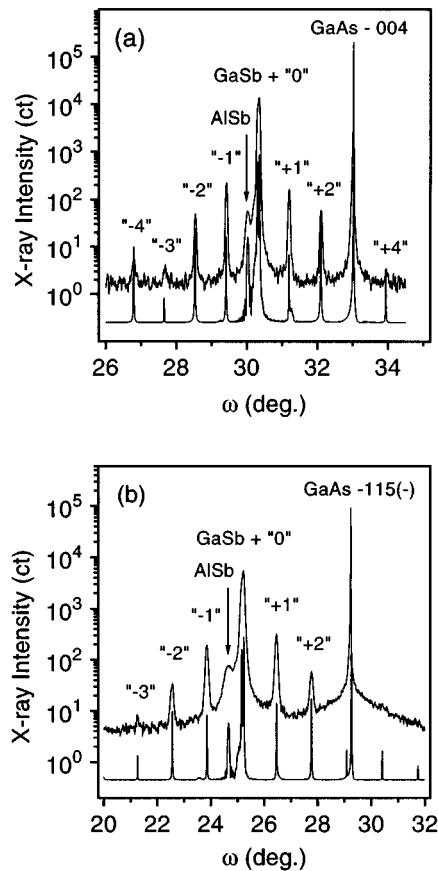 (a)
GaAs - 004
GaSb + "0"
AlSb
"-1"
"+1"
"-2"
"+2"
"-4"
"-3"
"+4"
10^5
10^4
10^3
10^2
10^1
10^0
X-ray Intensity (ct)
26 28 30 32 34
ω (deg.)
(b)
GaAs -115(-)
GaSb + "0"
AlSb
"-1"
"+1"
"-2"
"+2"
"-3"
10^5
10^4
10^3
10^2
10^1
10^0
X-ray Intensity (ct)
20 22 24 26 28 30 32
ω (deg.)